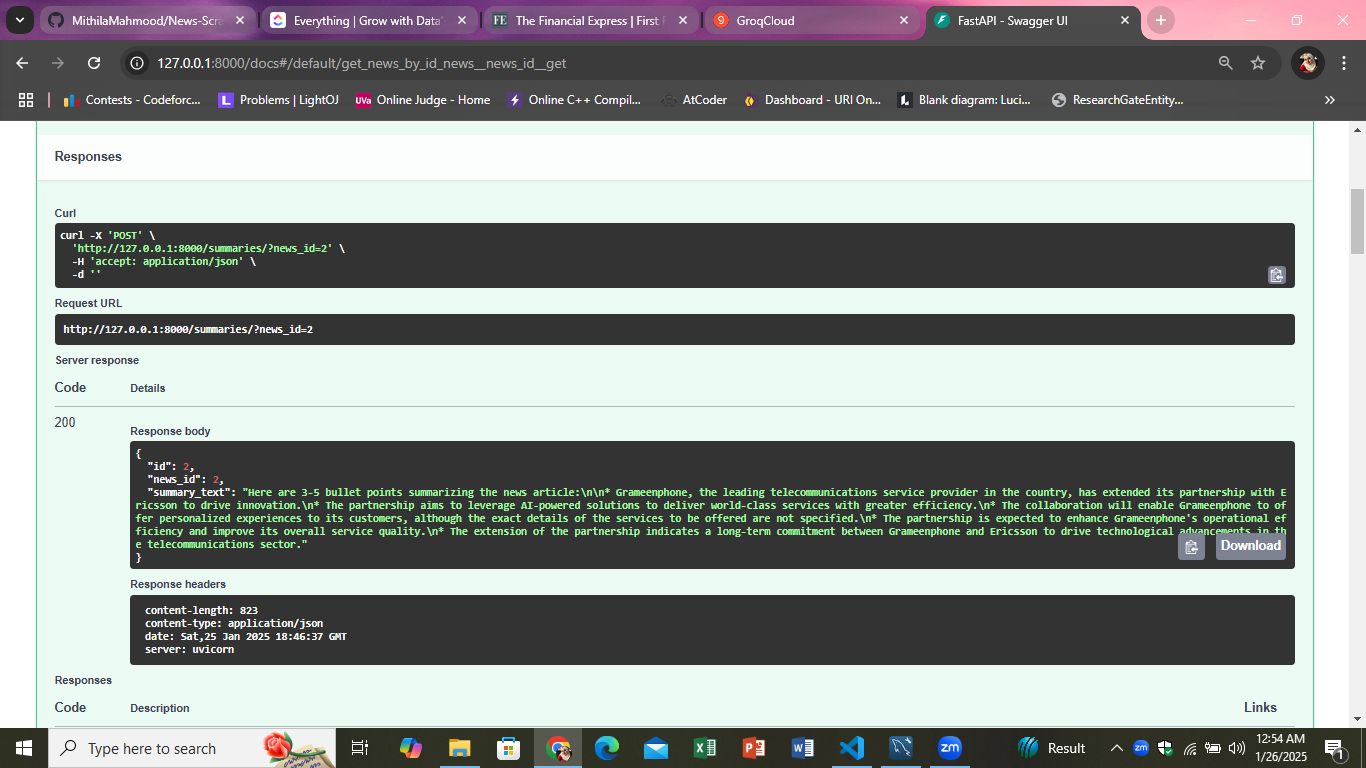 MithilaMahmood/News-Scra
Everything | Grow with Data'
FE The Financial Express | First F
GroqCloud
FastAPI - Swagger UI
127.0.0.1:8000/docs#/default/get_news_by_id_news__news_id__get
Contests - Codeforc...
L Problems | LightOJ
UVa Online Judge - Home
Online C++ Compil...
AtCoder
Dashboard - URI On...
Blank diagram: Luci...
ResearchGateEntity...
Responses
Curl
curl -X 'POST' \
'http://127.0.0.1:8000/summaries/?news_id=2' \
-H 'accept: application/json' \
-d ''
Request URL
http://127.0.0.1:8000/summaries/?news_id=2
Server response
Code Details
200
Response body
{
"id": 2,
"news_id": 2,
"summary_text": "Here are 3-5 bullet points summarizing the news article:\n\n* Grameenphone, the leading telecommunications service provider in the country, has extended its partnership with E
ricsson to drive innovation.\n* The partnership aims to leverage AI-powered solutions to deliver world-class services with greater efficiency.\n* The collaboration will enable Grameenphone to of
fer personalized experiences to its customers, although the exact details of the services to be offered are not specified.\n* The partnership is expected to enhance Grameenphone's operational ef
ficiency and improve its overall service quality.\n* The extension of the partnership indicates a long-term commitment between Grameenphone and Ericsson to drive technological advancements in th
e telecommunications sector."
}
Download
Response headers
content-length: 823
content-type: application/json
date: Sat,25 Jan 2025 18:46:37 GMT
server: uvicorn
Responses
Code Description Links
Type here to search
zm
Result
zm
12:54 AM
1/26/2025
1